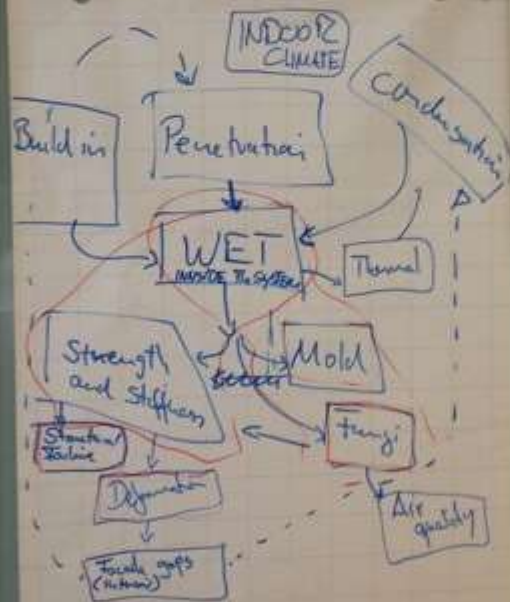 INDOOR
CLIMATE
Condensation
Build in
Penetration
WET
INSIDE the SYSTEM
Thermal
Strength
and Stiffness
Mold
Structural
Failure
Fungi
Deformation
Air
quality
Facade gaps